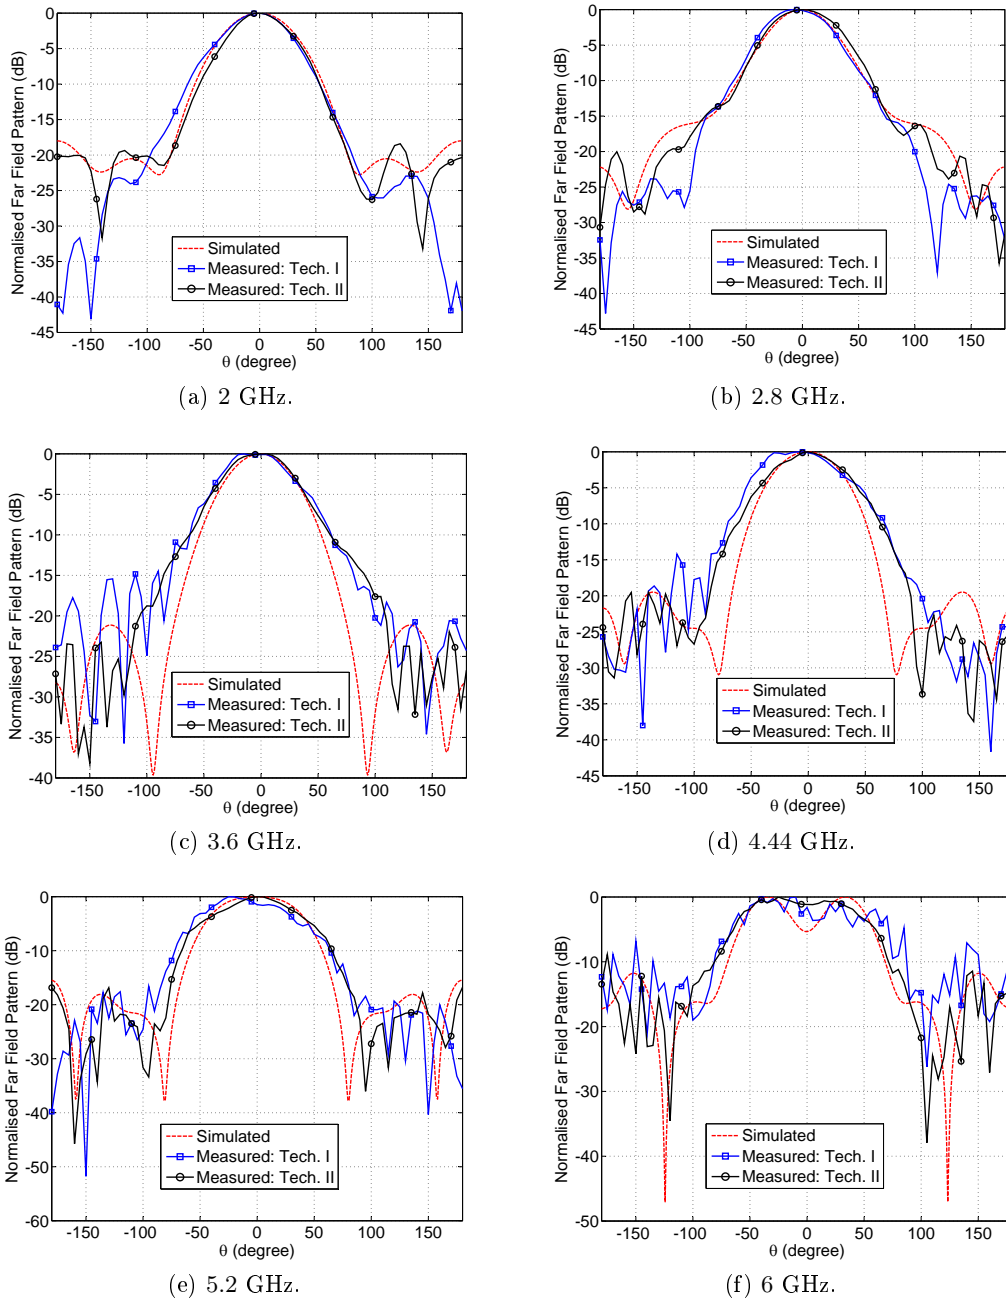 Normalised Far Field Pattern (dB)
0
-5
-10
-15
-20
-25
-30
-35
-40
-45
Simulated
Measured: Tech. I
Measured: Tech. II
-150 -100 -50 0 50 100 150
θ (degree)
(a) 2 GHz.
Normalised Far Field Pattern (dB)
0
-5
-10
-15
-20
-25
-30
-35
-40
-45
Simulated
Measured: Tech. I
Measured: Tech. II
-150 -100 -50 0 50 100 150
θ (degree)
(b) 2.8 GHz.
Normalised Far Field Pattern (dB)
0
-5
-10
-15
-20
-25
-30
-35
-40
Simulated
Measured: Tech. I
Measured: Tech. II
-150 -100 -50 0 50 100 150
θ (degree)
(c) 3.6 GHz.
Normalised Far Field Pattern (dB)
0
-5
-10
-15
-20
-25
-30
-35
-40
-45
Simulated
Measured: Tech. I
Measured: Tech. II
-150 -100 -50 0 50 100 150
θ (degree)
(d) 4.44 GHz.
Normalised Far Field Pattern (dB)
0
-10
-20
-30
-40
-50
-60
Simulated
Measured: Tech. I
Measured: Tech. II
-150 -100 -50 0 50 100 150
θ (degree)
(e) 5.2 GHz.
Normalised Far Field Pattern (dB)
0
-10
-20
-30
-40
-50
Simulated
Measured: Tech. I
Measured: Tech. II
-150 -100 -50 0 50 100 150
θ (degree)
(f) 6 GHz.